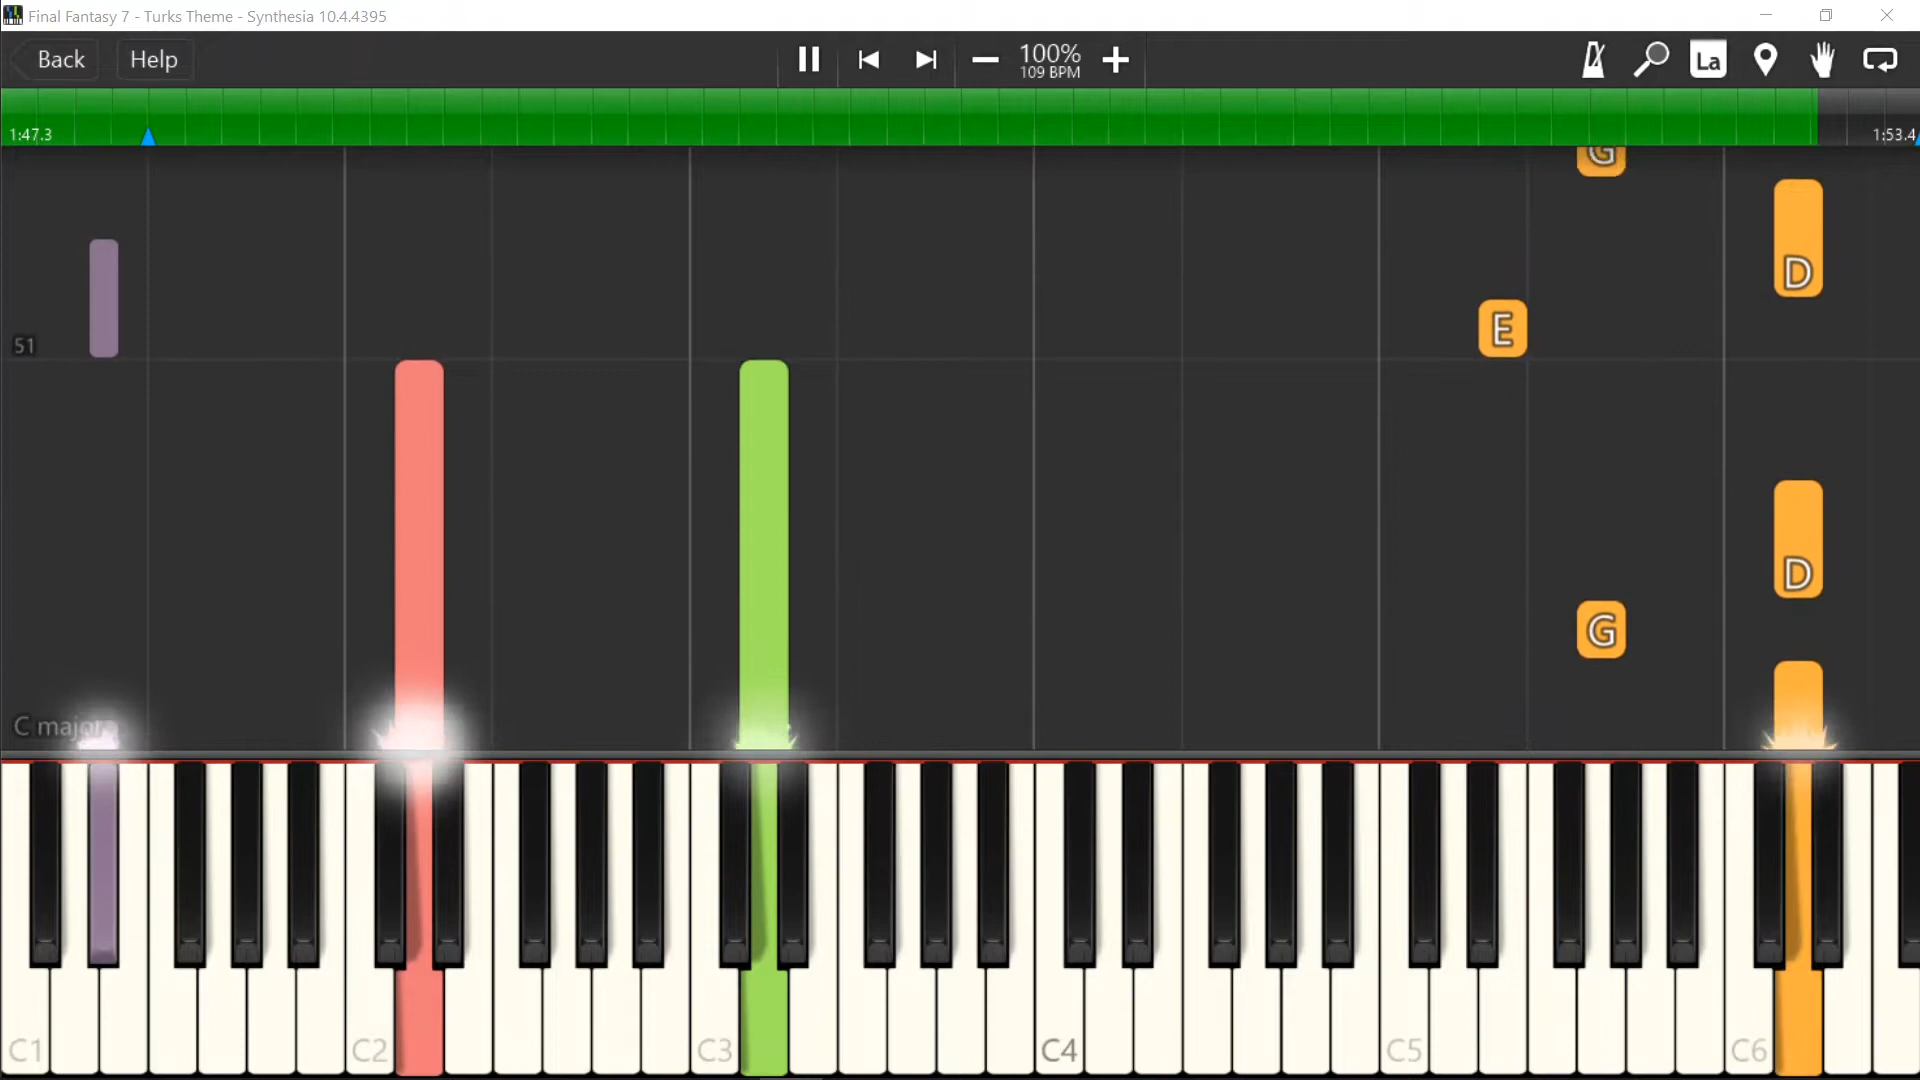 Final Fantasy 7 - Turks Theme - Synthesia 10.4.4395
Back
Help
100%
109 BPM
La
1:47.3
1:53.4
G
D
51
E
D
G
C major
C1
C2
C3
C4
C5
C6